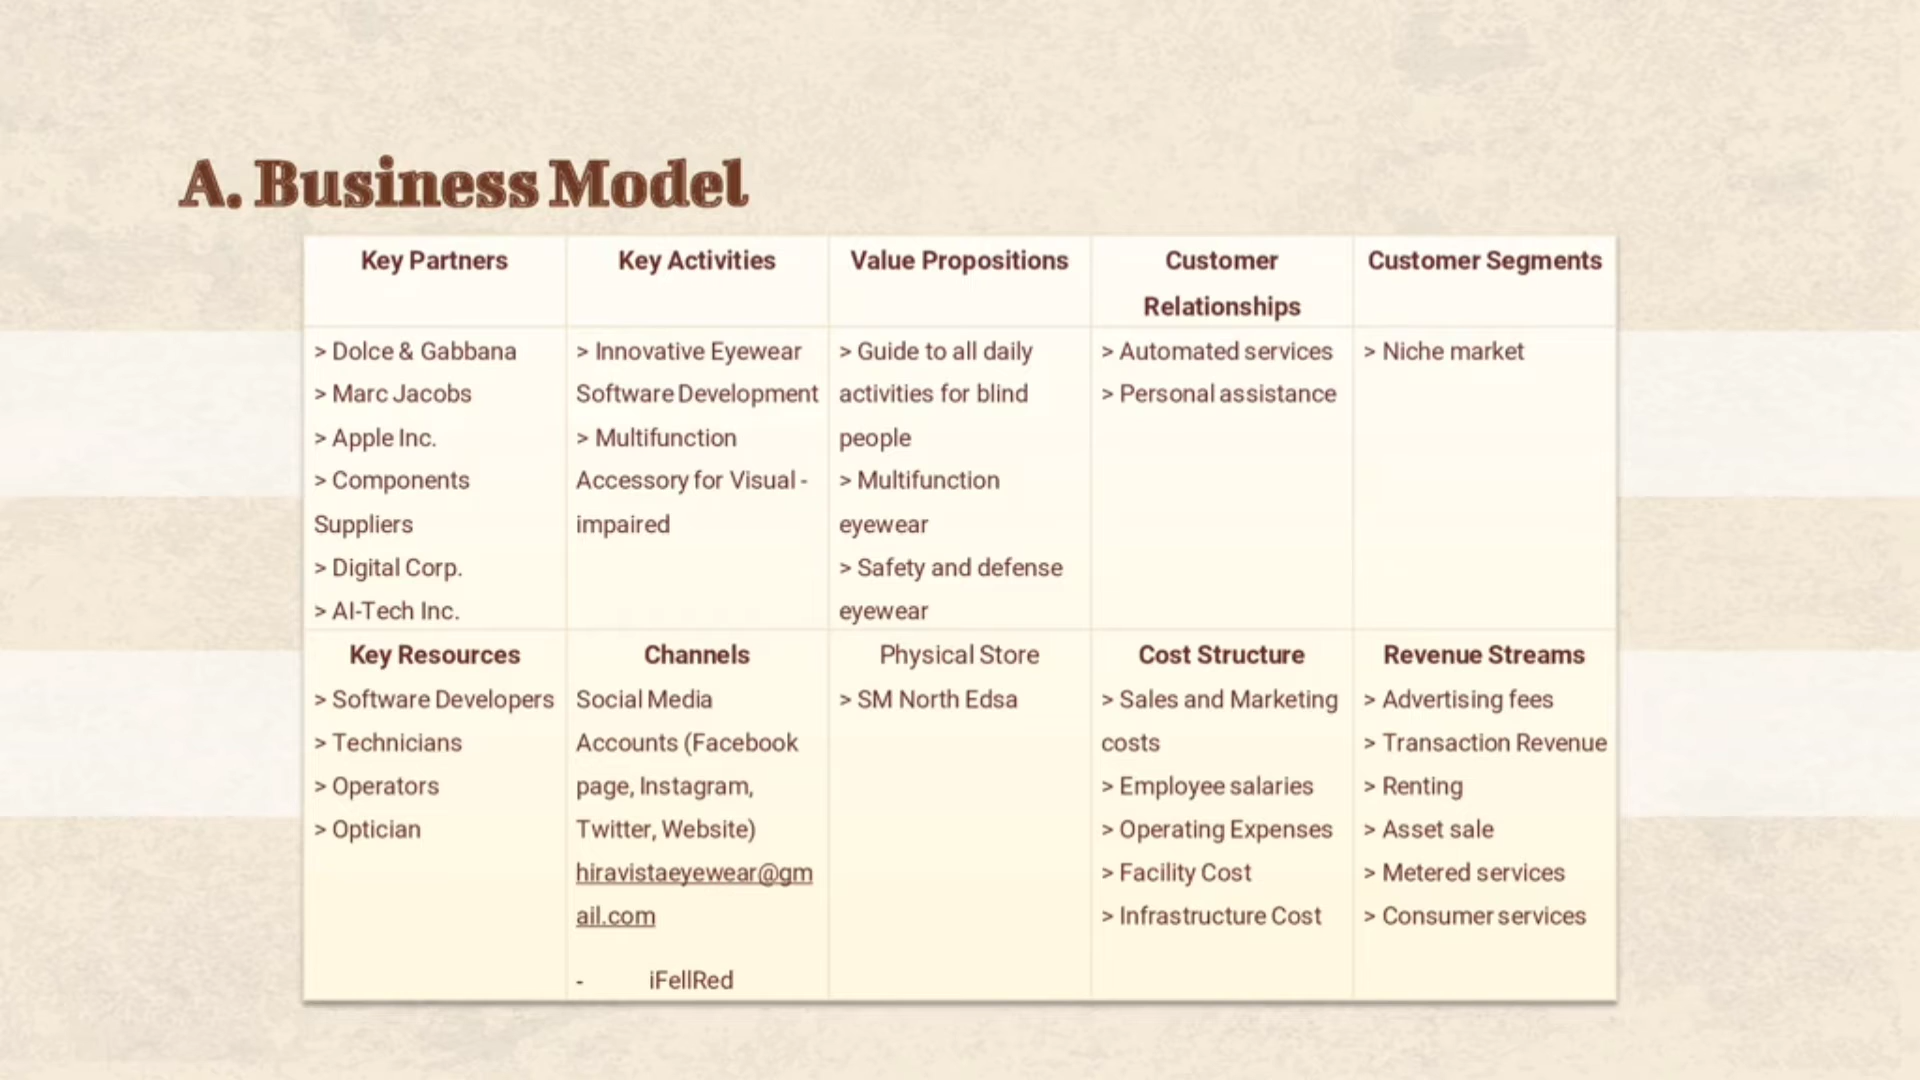 A. Business Model
Key Partners
Key Activities
Value Propositions
Customer
Relationships
Customer Segments
> Dolce & Gabbana
> Marc Jacobs
> Apple Inc.
> Components
Suppliers
> Digital Corp.
> AI-Tech Inc.
> Innovative Eyewear
Software Development
> Multifunction
Accessory for Visual -
impaired
> Guide to all daily
activities for blind
people
> Multifunction
eyewear
> Safety and defense
eyewear
> Automated services
> Personal assistance
> Niche market
Key Resources
> Software Developers
> Technicians
> Operators
> Optician
Channels
Social Media
Accounts (Facebook
page, Instagram,
Twitter, Website)
hiravistaeyewear@gm
ail.com
- iFellRed
Physical Store
> SM North Edsa
Cost Structure
> Sales and Marketing
costs
> Employee salaries
> Operating Expenses
> Facility Cost
> Infrastructure Cost
Revenue Streams
> Advertising fees
> Transaction Revenue
> Renting
> Asset sale
> Metered services
> Consumer services